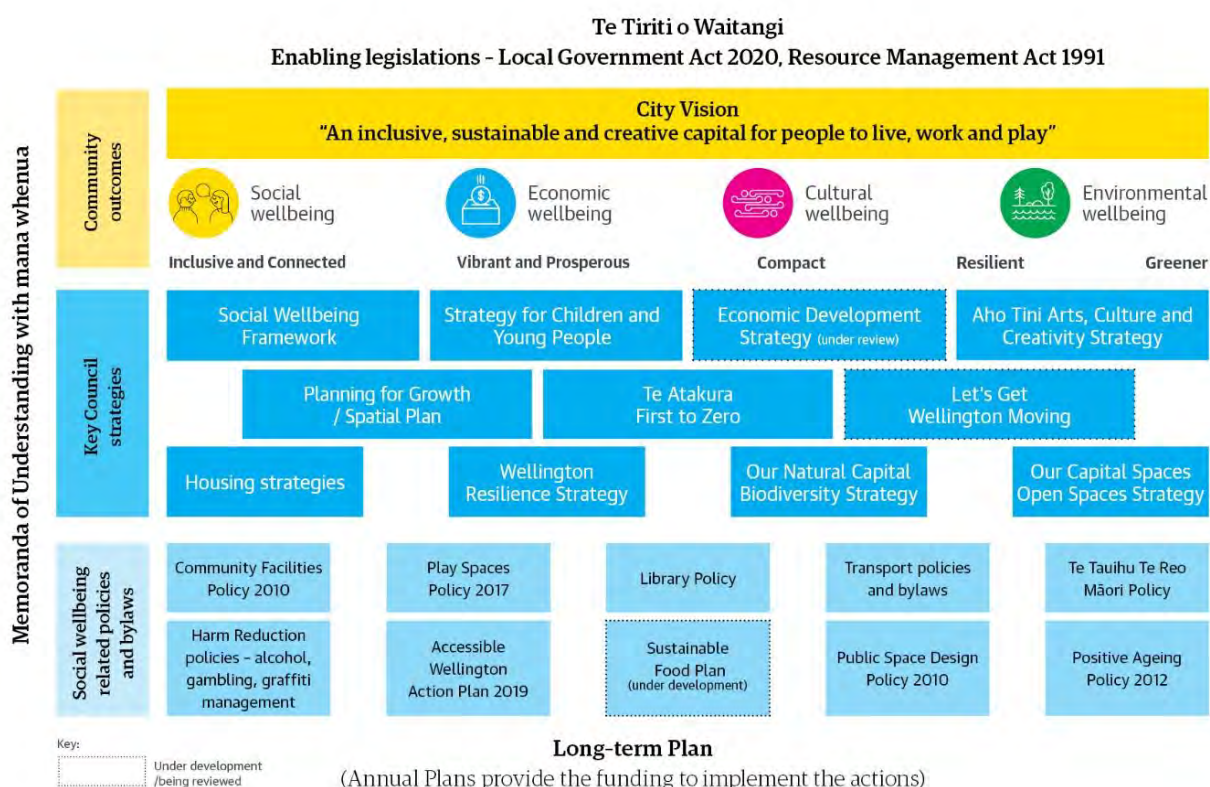 Te Tiriti o Waitangi
Enabling legislations - Local Government Act 2020, Resource Management Act 1991
Memoranda of Understanding with mana whenua
Community
outcomes
City Vision
"An inclusive, sustainable and creative capital for people to live, work and play"
Social
wellbeing
Economic
wellbeing
Cultural
wellbeing
Environmental
wellbeing
Inclusive and Connected
Vibrant and Prosperous
Compact
Resilient
Greener
Key Council
strategies
Social Wellbeing
Framework
Strategy for Children and
Young People
Economic Development
Strategy (under review)
Aho Tini Arts, Culture and
Creativity Strategy
Planning for Growth
/ Spatial Plan
Te Atakura
First to Zero
Let's Get
Wellington Moving
Housing strategies
Wellington
Resilience Strategy
Our Natural Capital
Biodiversity Strategy
Our Capital Spaces
Open Spaces Strategy
Social wellbeing
related policies
and bylaws
Community Facilities
Policy 2010
Play Spaces
Policy 2017
Library Policy
Transport policies
and bylaws
Te Tauihu Te Reo
Māori Policy
Harm Reduction
policies - alcohol,
gambling, graffiti
management
Accessible
Wellington
Action Plan 2019
Sustainable
Food Plan
(under development)
Public Space Design
Policy 2010
Positive Ageing
Policy 2012
Key:
Under development
/being reviewed
Long-term Plan
(Annual Plans provide the funding to implement the actions)